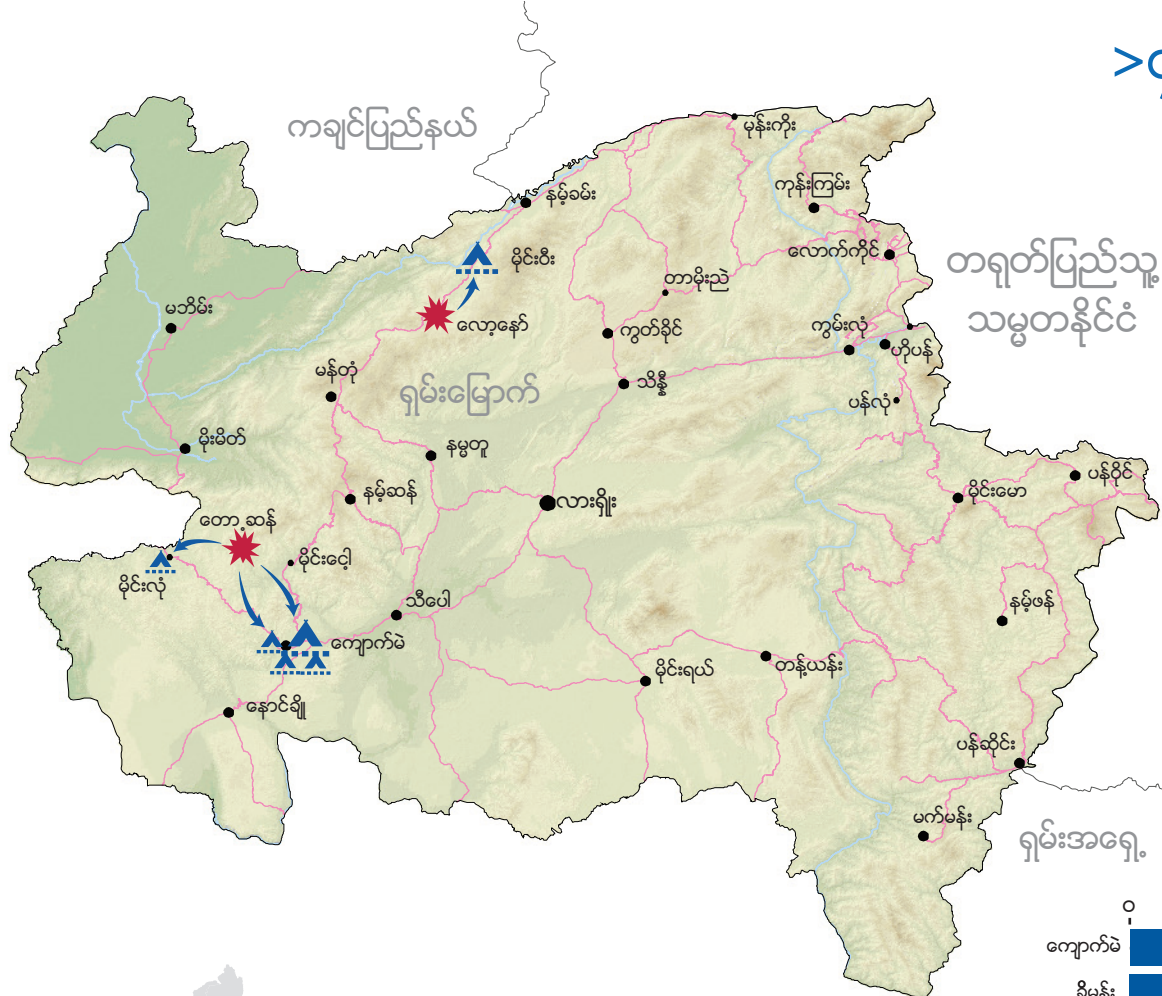 ကချင်ပြည်နယ်
မုန်းကိုး
ကုန်းကြမ်း
နမ့်ခမ်း
လောက်ကိုင်
မိုင်းဝီး
တရုတ်ပြည်သူ့
သမ္မတနိုင်ငံ
တာမိုးညဲ
မဘိမ်း
လော့နော်
ကွတ်ခိုင်
ကွမ်းလုံ
ဟိုပန်
မန်တုံ
ရှမ်းမြောက်
သိန္နီ
ပန်လုံ
မိုးမိတ်
နမ္မတူ
ပန်ဝိုင်
နမ့်ဆန်
လားရှိုး
မိုင်းမော
တော့ဆန်
မိုင်းငေါ့
မိုင်းလုံ
နမ့်ဖန်
သီပေါ
ကျောက်မဲ
မိုင်းရယ်
တန့်ယန်း
နောင်ချို
ပန်ဆိုင်း
မက်မန်း
ရှမ်းအရှေ့
၀
ကျောက်မဲ